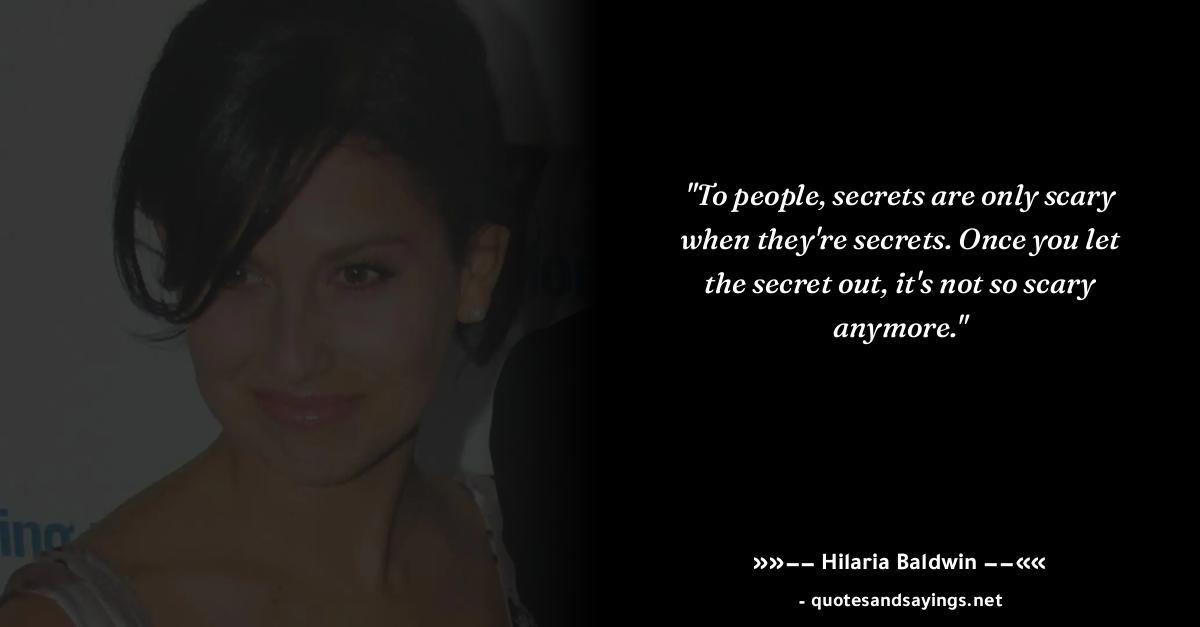 "To people, secrets are only scary
when they're secrets. Once you let
the secret out, it's not so scary
anymore."
»»–– Hilaria Baldwin ––««
- quotesandsayings.net
ing